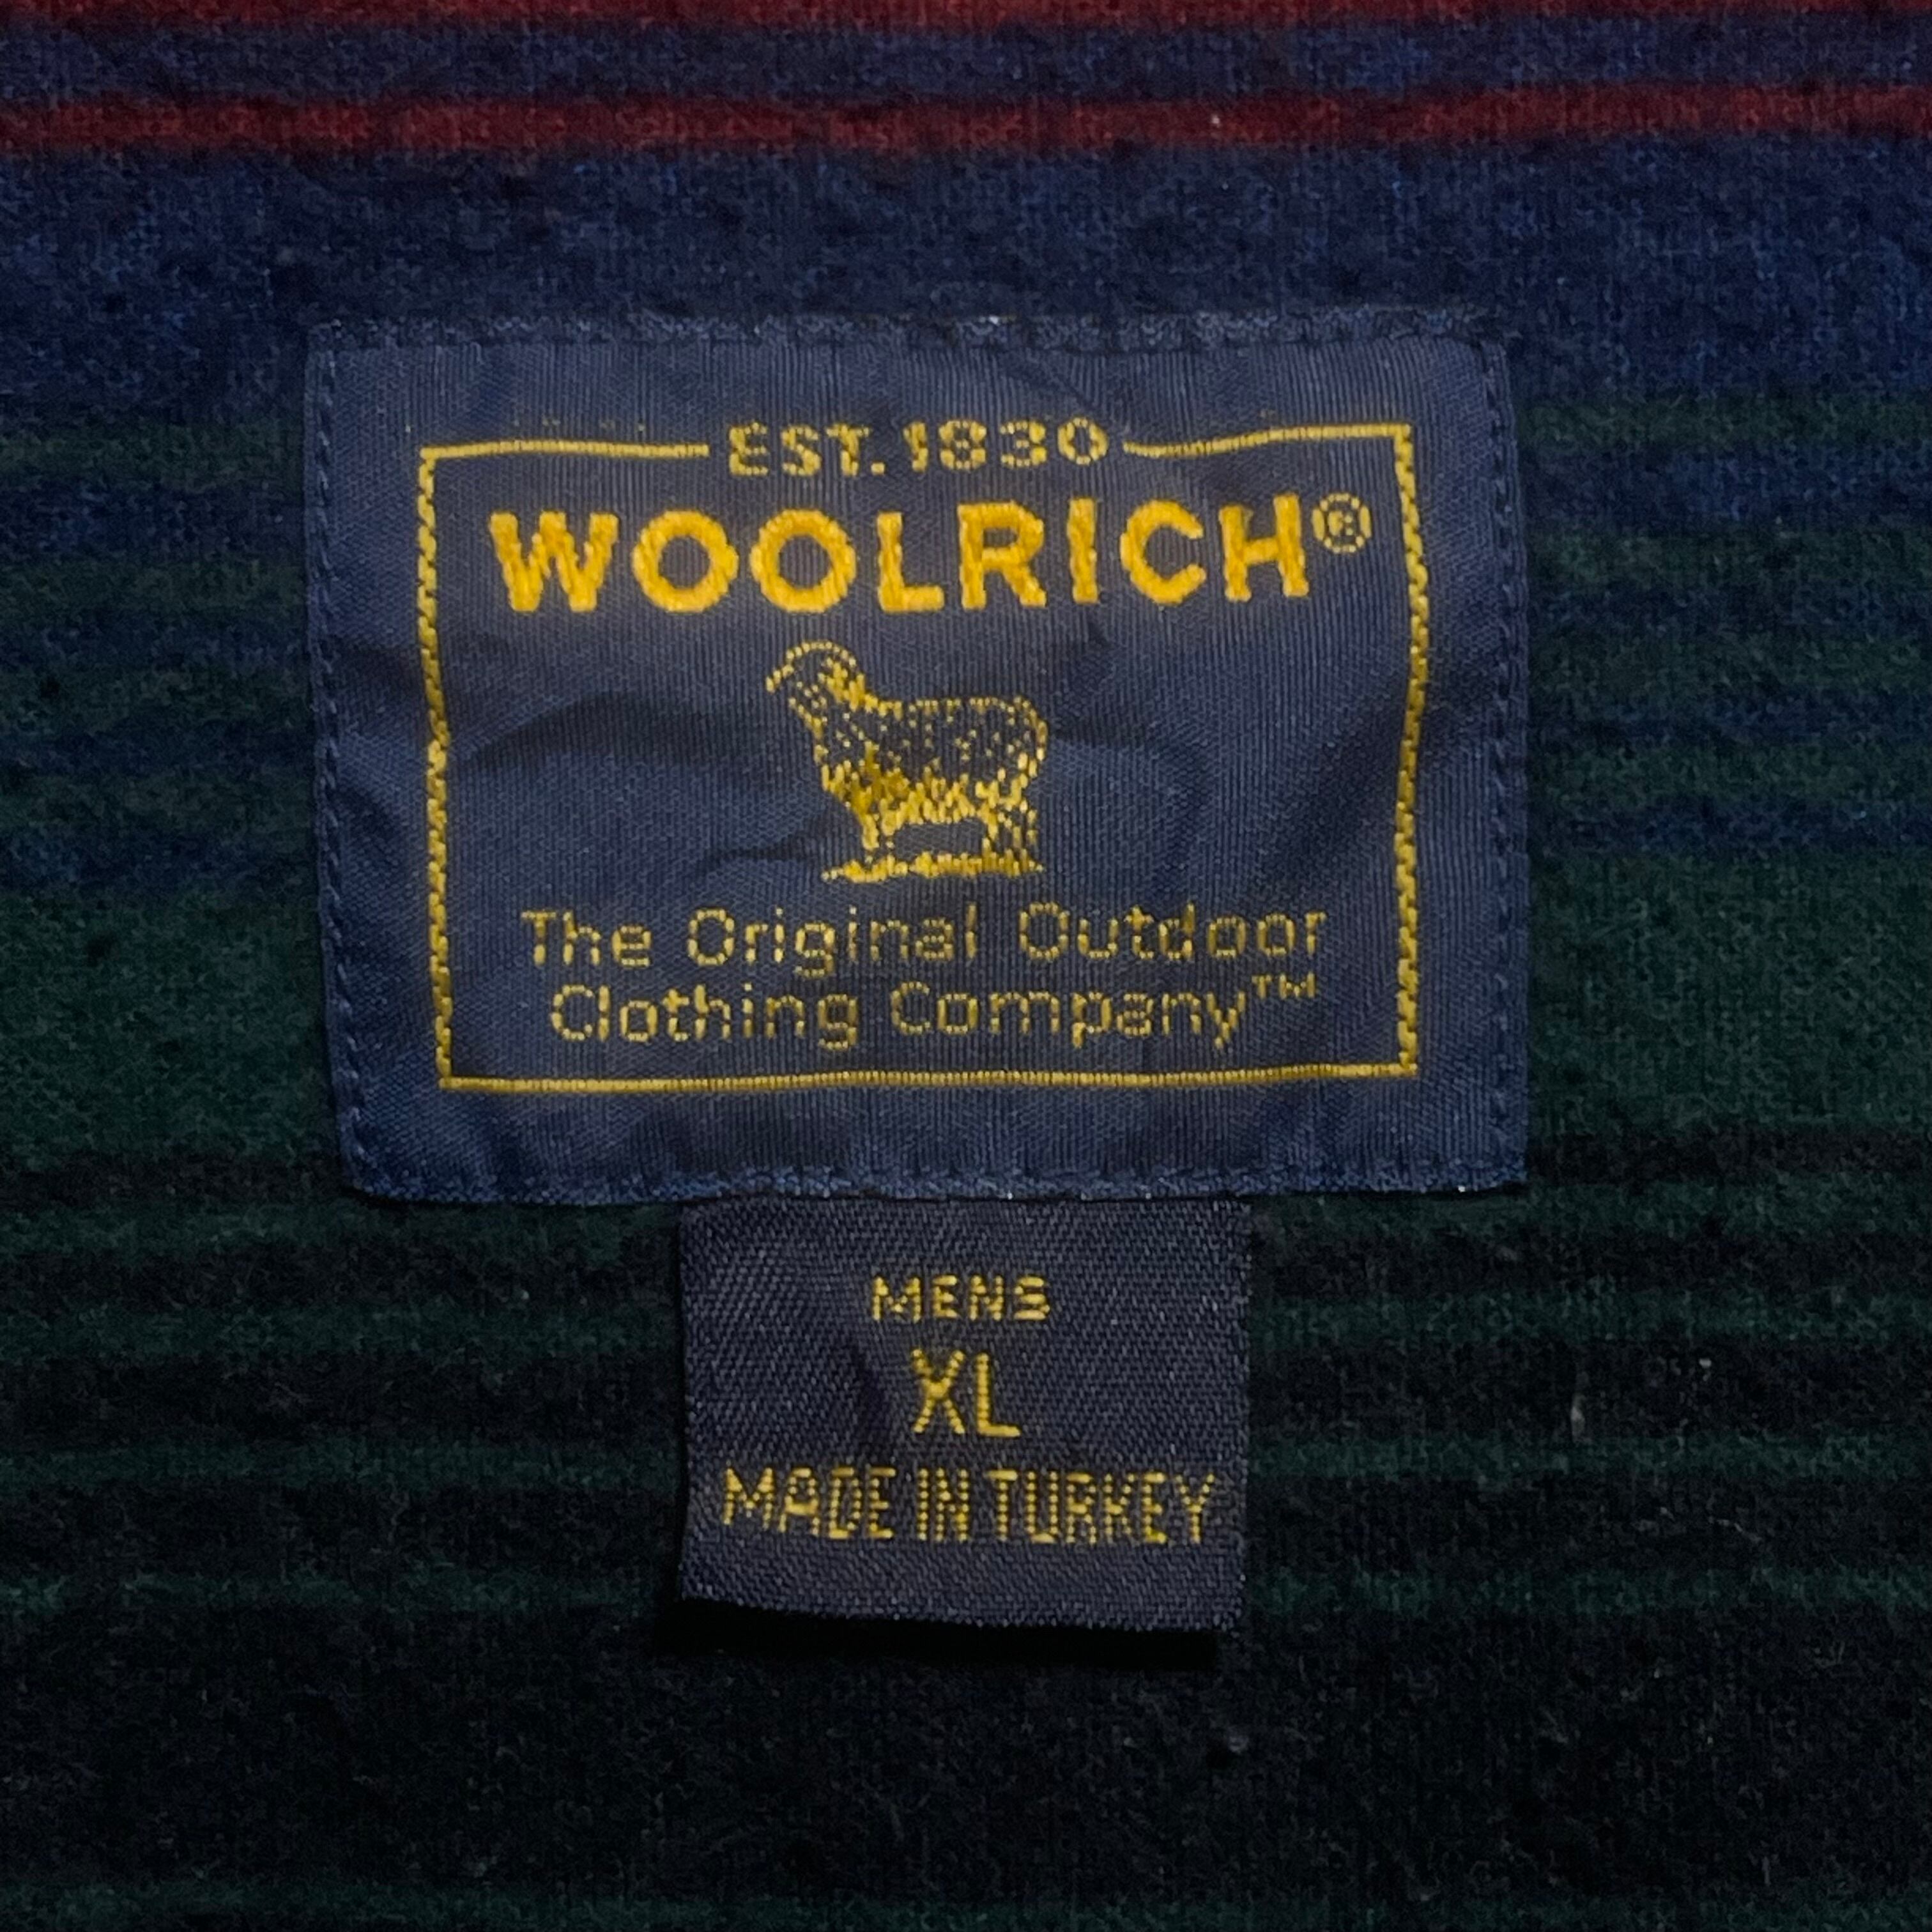 EST. 1830
WOOLRICH®
The Original Outdoor
Clothing Company™
MENS
XL
MADE IN TURKEY